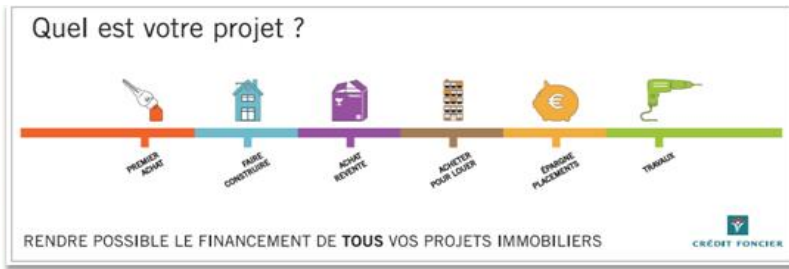 Quel est votre projet ?
€
PREMIER
ACHAT
FAIRE
CONSTRUIRE
ACHAT
REVENTE
ACHETER
POUR LOUER
ÉPARGNE
PLACEMENTS
TRAVAUX
RENDRE POSSIBLE LE FINANCEMENT DE TOUS VOS PROJETS IMMOBILIERS
CRÉDIT FONCIER